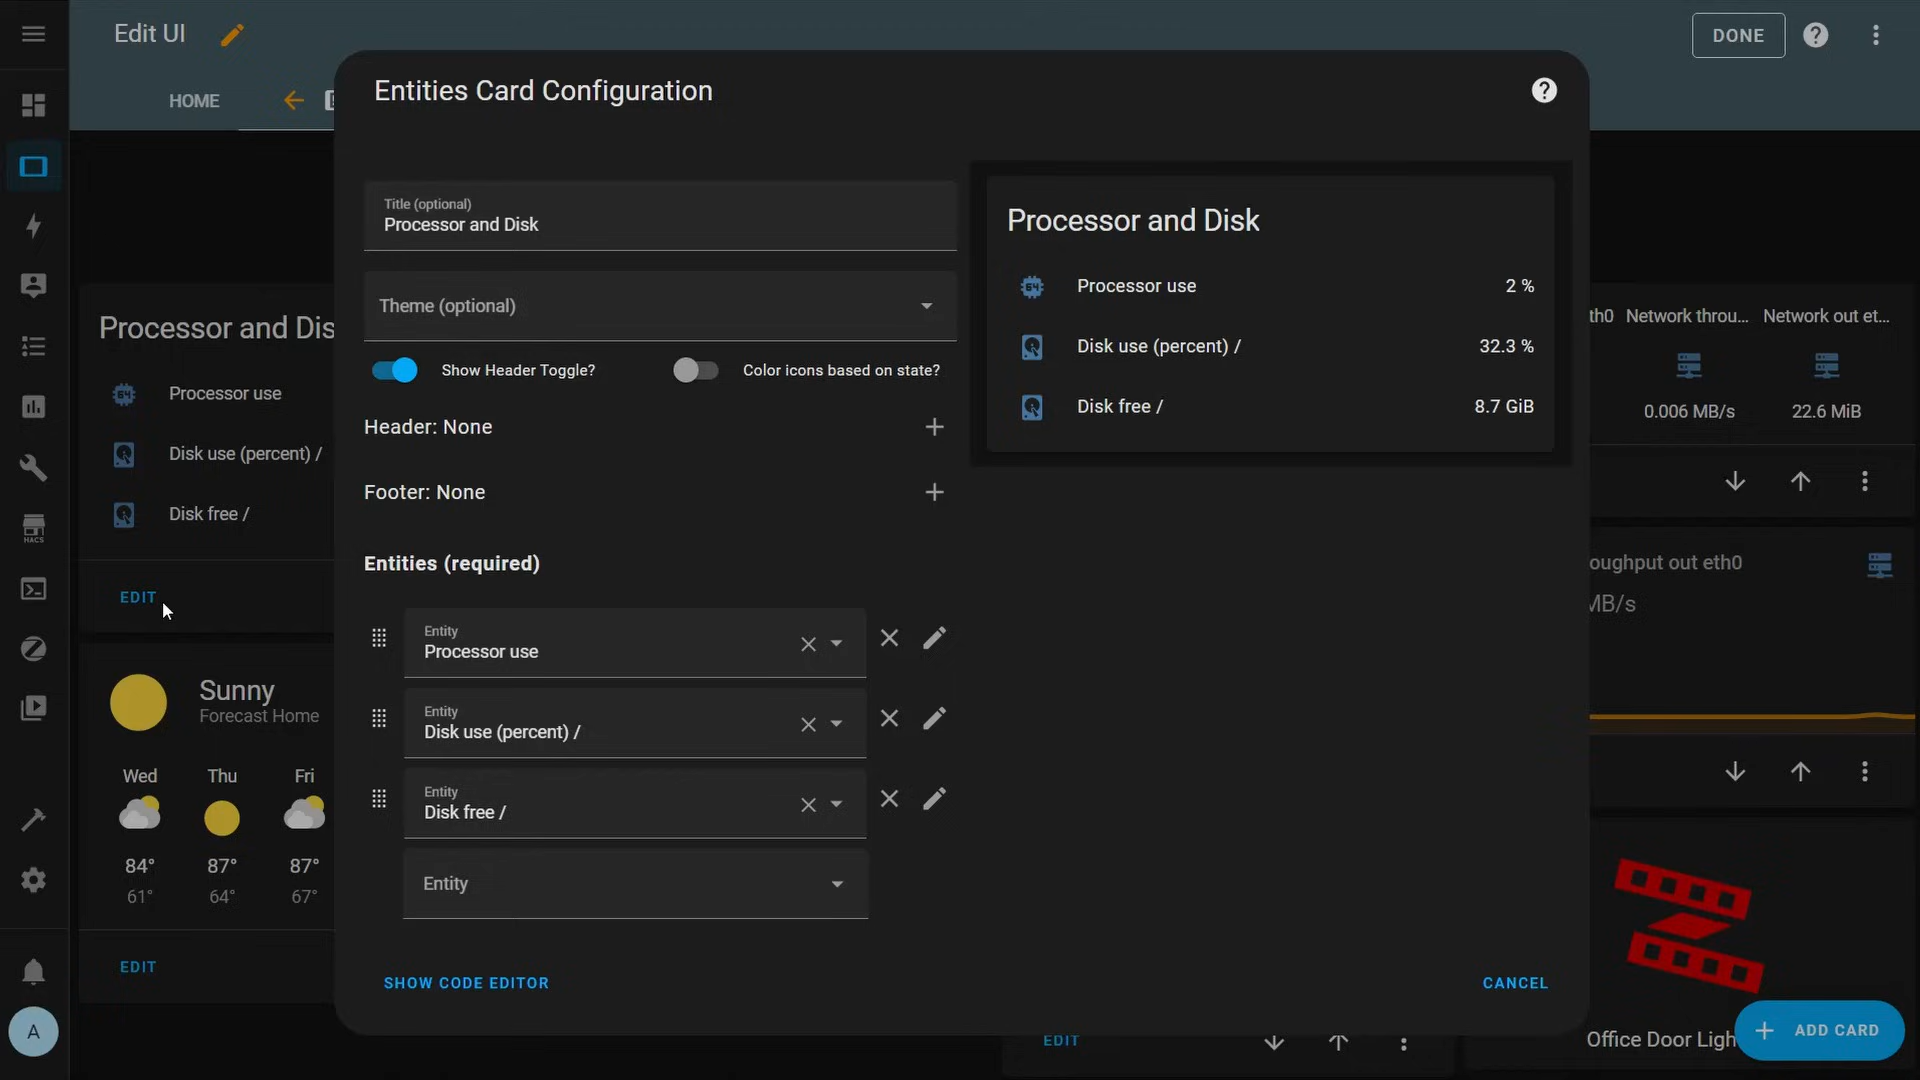 Edit UI
DONE
HOME
Entities Card Configuration
Title (optional)
Processor and Disk
Theme (optional)
Show Header Toggle?
Color icons based on state?
Header: None
Footer: None
Entities (required)
Entity
Processor use
Entity
Disk use (percent) /
Entity
Disk free /
Entity
SHOW CODE EDITOR
CANCEL
Processor and Disk
64
Processor use
2 %
Disk use (percent) /
32.3 %
Disk free /
8.7 GiB
Processor and Dis
64
Processor use
Disk use (percent) /
Disk free /
EDIT
Sunny
Forecast Home
Wed
Thu
Fri
84°
87°
87°
61°
64°
67°
EDIT
HACS
A
th0
Network throu...
Network out et...
0.006 MB/s
22.6 MiB
oughput out eth0
MB/s
Office Door Ligh
ADD CARD
EDIT